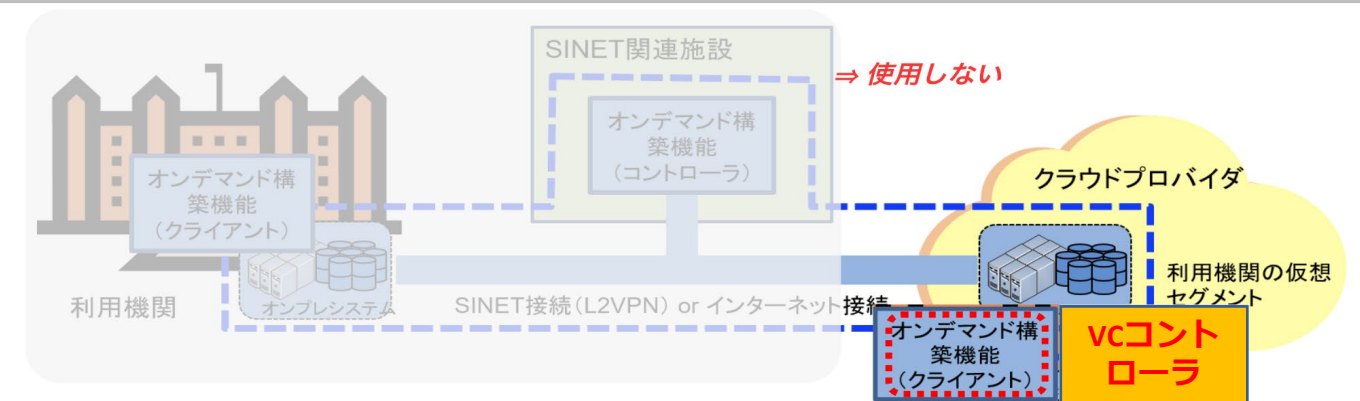 SINET関連施設
⇒ 使用しない
オンデマンド構
築機能
(コントローラ)
クラウドプロバイダ
オンデマンド構
築機能
(クライアント)
利用機関の仮想
セグメント
利用機関
オンプレシステム
SINET接続(L2VPN) or インターネット接続
オンデマンド構
築機能
(クライアント)
VCコント
ローラ